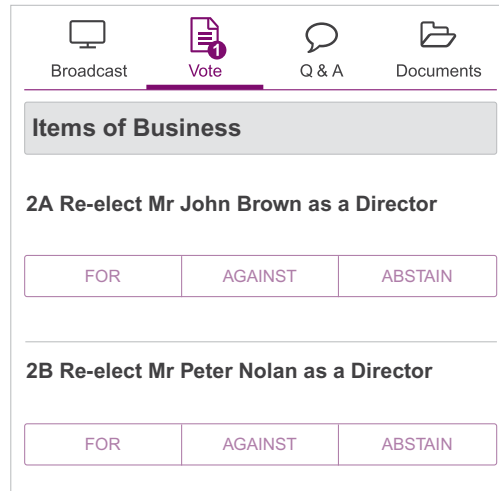 1
Broadcast Vote Q & A Documents
Items of Business
2A Re-elect Mr John Brown as a Director
FOR AGAINST ABSTAIN
2B Re-elect Mr Peter Nolan as a Director
FOR AGAINST ABSTAIN